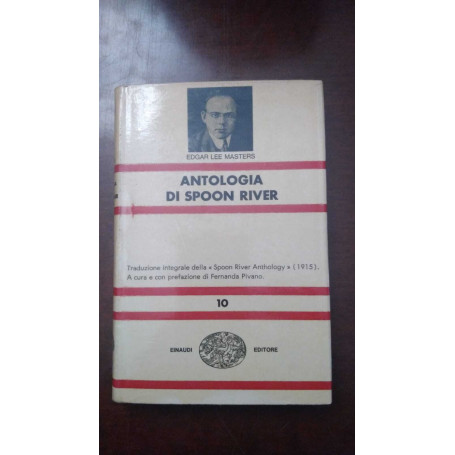 EDGAR LEE MASTERS
ANTOLOGIA
DI SPOON RIVER
Traduzione integrale della « Spoon River Anthology » (1915).
A cura e con prefazione di Fernanda Pivano.
10
EINAUDI EDITORE